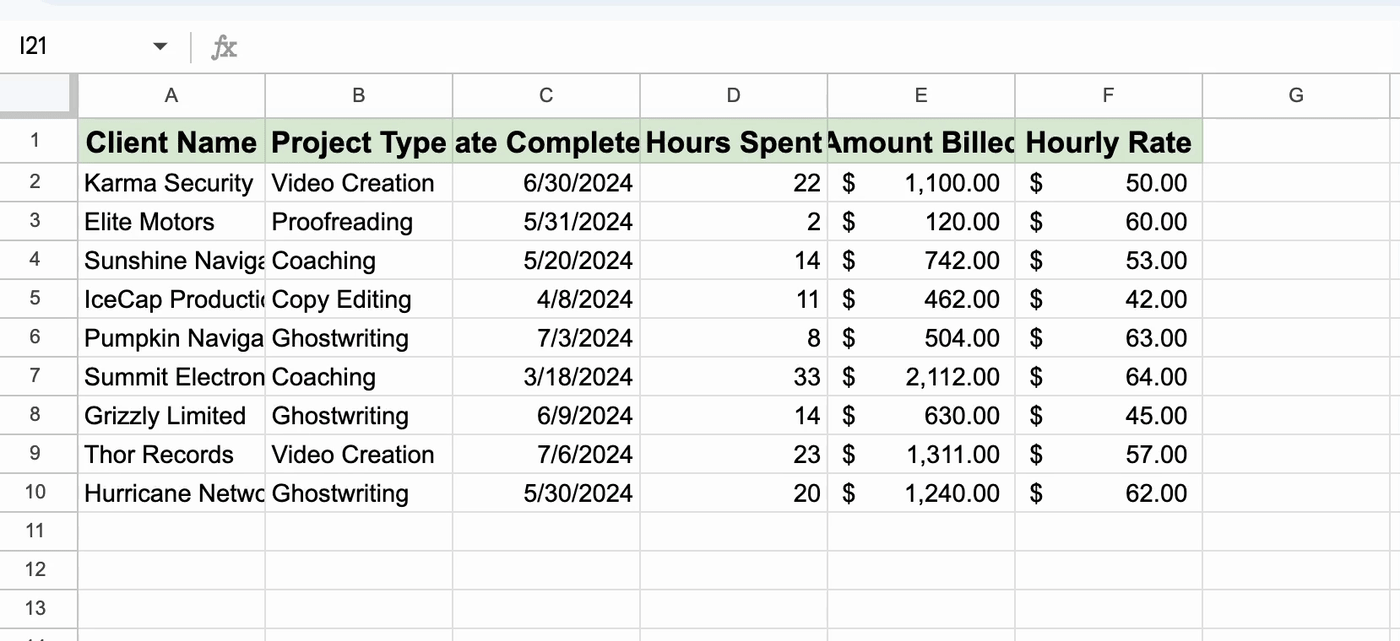 I21 fx
A B C D E F G
1 Client Name Project Type ate Complete Hours Spent Amount Billed Hourly Rate
2 Karma Security Video Creation 6/30/2024 22 $ 1,100.00 $ 50.00
3 Elite Motors Proofreading 5/31/2024 2 $ 120.00 $ 60.00
4 Sunshine Naviga Coaching 5/20/2024 14 $ 742.00 $ 53.00
5 IceCap Productio Copy Editing 4/8/2024 11 $ 462.00 $ 42.00
6 Pumpkin Naviga Ghostwriting 7/3/2024 8 $ 504.00 $ 63.00
7 Summit Electron Coaching 3/18/2024 33 $ 2,112.00 $ 64.00
8 Grizzly Limited Ghostwriting 6/9/2024 14 $ 630.00 $ 45.00
9 Thor Records Video Creation 7/6/2024 23 $ 1,311.00 $ 57.00
10 Hurricane Netwo Ghostwriting 5/30/2024 20 $ 1,240.00 $ 62.00
11
12
13